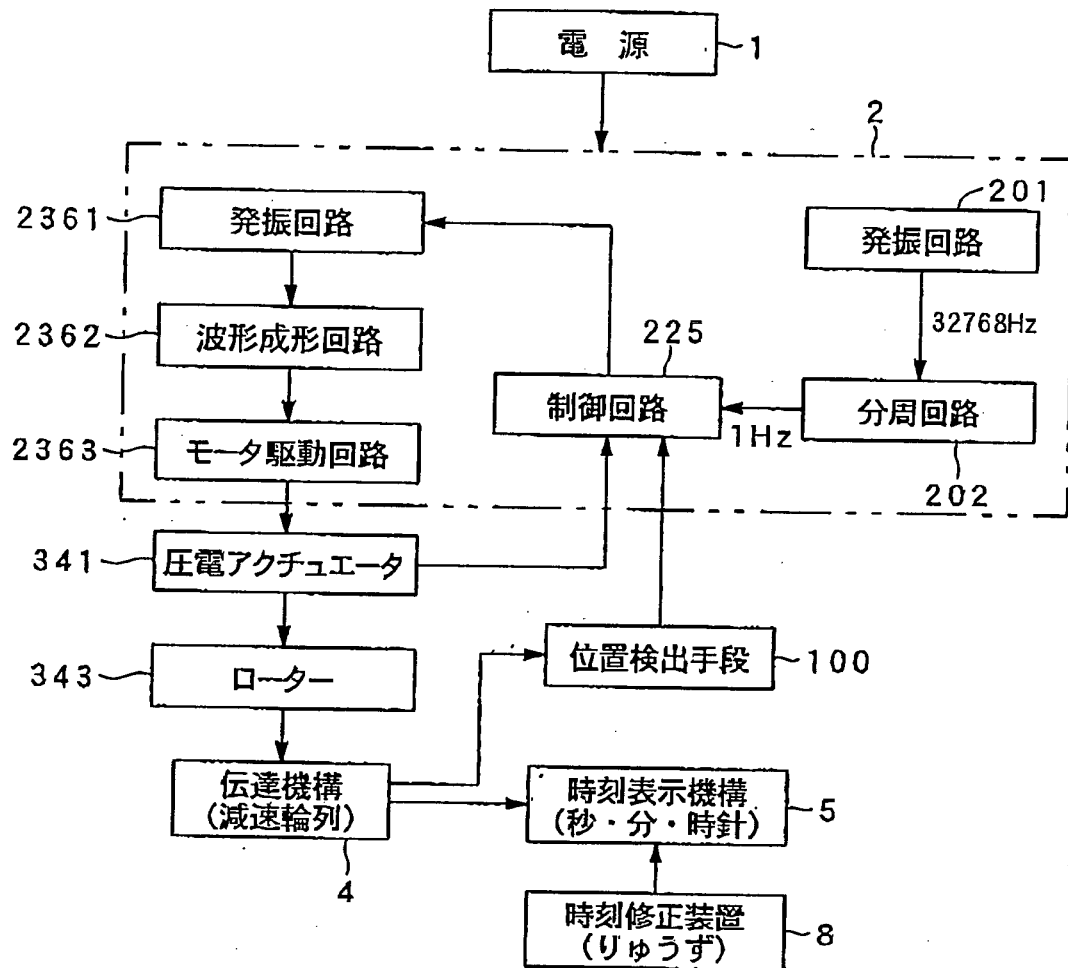 電 源
1
2
2361
発振回路
201
発振回路
2362
波形成形回路
32768Hz
225
制御回路
分周回路
1Hz
2363
モータ駆動回路
202
341
圧電アクチュエータ
343
ローター
位置検出手段
100
伝達機構
(減速輪列)
4
時刻表示機構
(秒・分・時針)
5
時刻修正装置
(りゅうず)
8